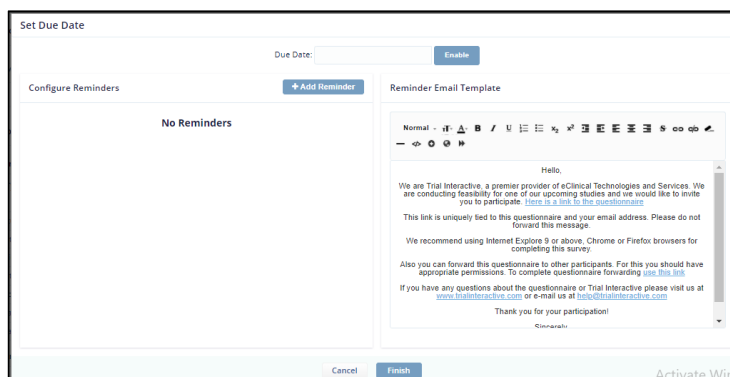 Set Due Date
Due Date:
Enable
Configure Reminders
+ Add Reminder
Reminder Email Template
No Reminders
Normal
Hello,
We are Trial Interactive, a premier provider of eClinical Technologies and Services. We
are conducting feasibility for one of our upcoming studies and we would like to invite
you to participate. Here is a link to the questionnaire
This link is uniquely tied to this questionnaire and your email address. Please do not
forward this message.
We recommend using Internet Explore 9 or above, Chrome or Firefox browsers for
completing this survey.
Also you can forward this questionnaire to other participants. For this you should have
appropriate permissions. To complete questionnaire forwarding use this link
If you have any questions about the questionnaire or Trial Interactive please visit us at
www.trialinteractive.com or e-mail us at help@trialinteractive.com
Thank you for your participation!
Sincerely
Cancel
Finish
Activate Win